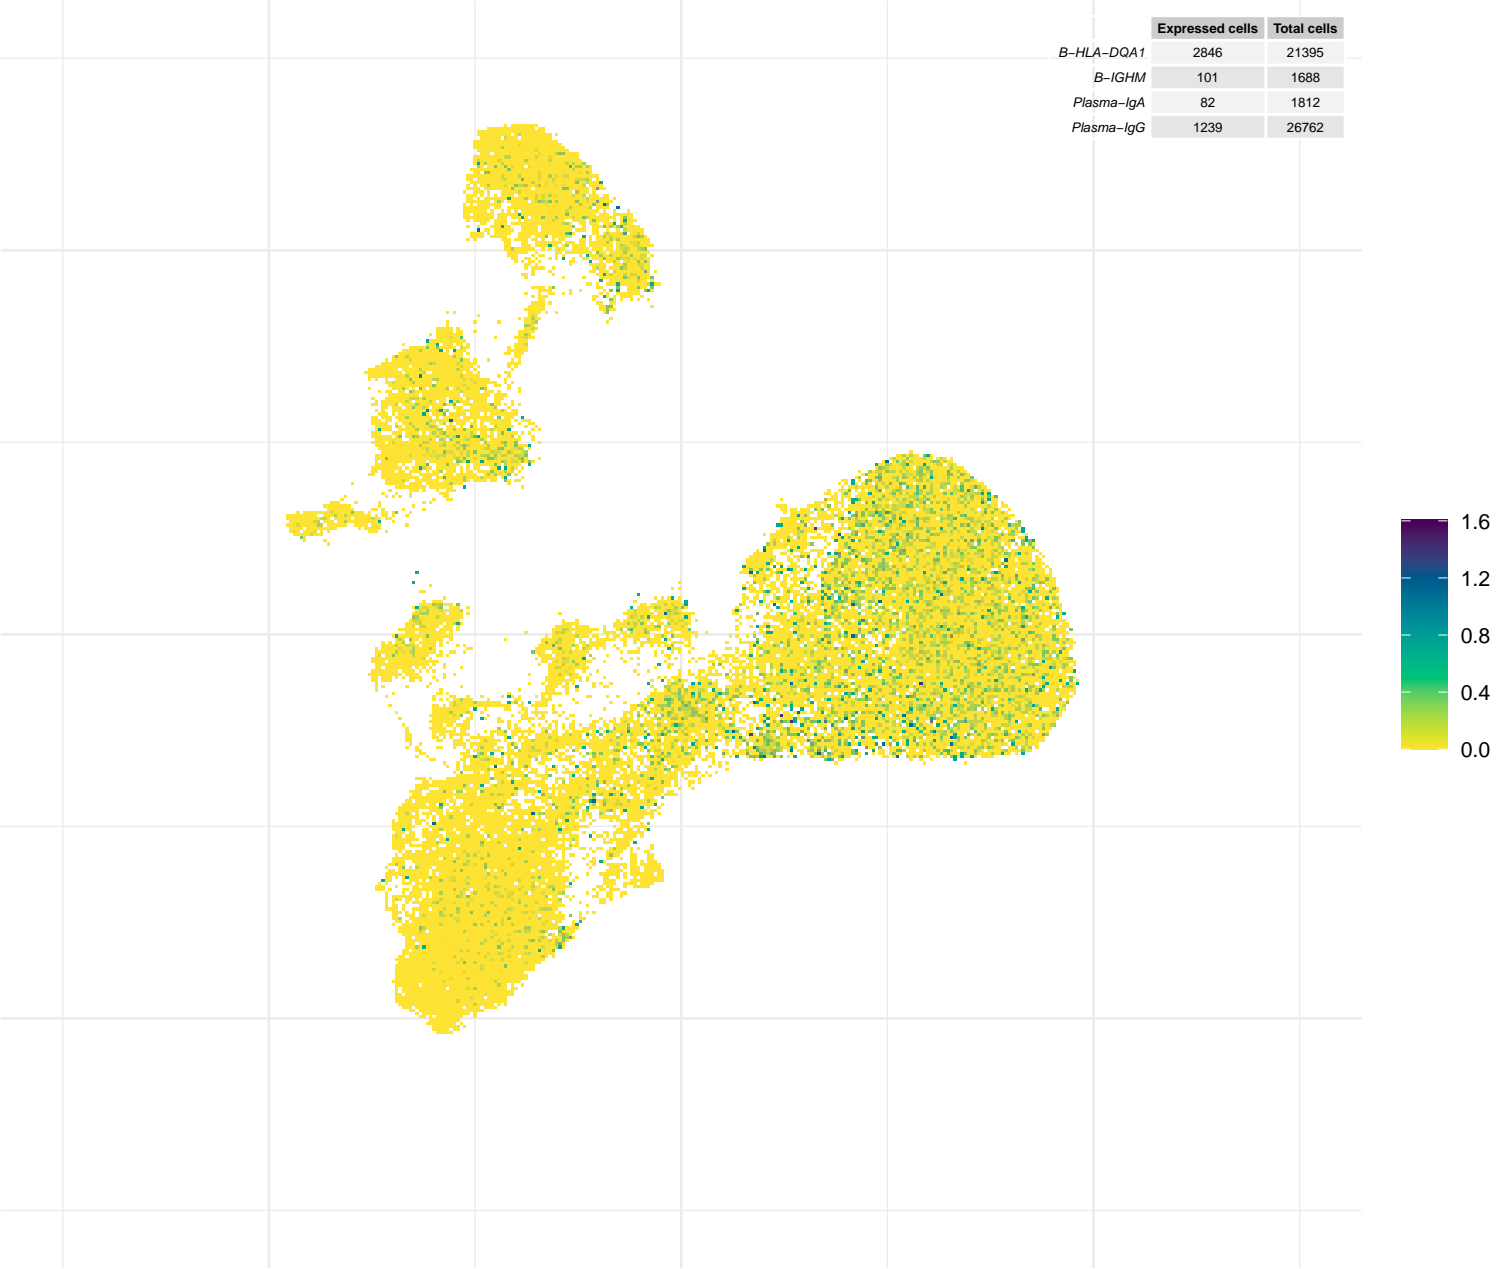 Expressed cells Total cells
B−HLA−DQA1 2846 21395
B−IGHM 101 1688
Plasma−IgA 82 1812
Plasma−IgG 1239 26762
1.6
1.2
0.8
0.4
0.0